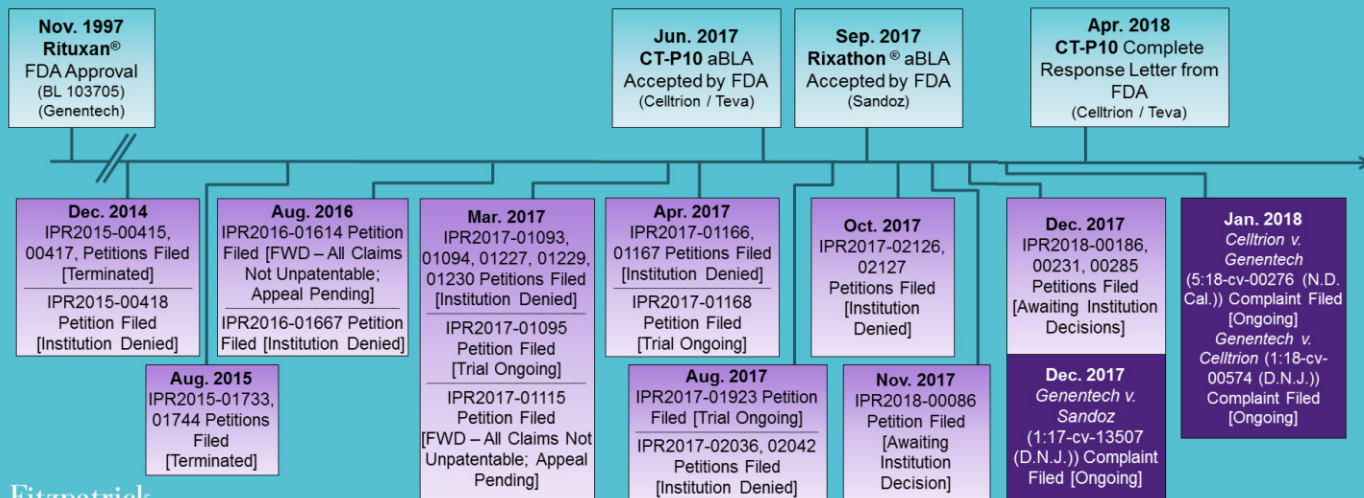 Nov. 1997
Rituxan®
FDA Approval
(BL 103705)
(Genentech)
Jun. 2017
CT-P10 aBLA
Accepted by FDA
(Celltrion / Teva)
Sep. 2017
Rixathon ® aBLA
Accepted by FDA
(Sandoz)
Apr. 2018
CT-P10 Complete
Response Letter from
FDA
(Celltrion / Teva)
Dec. 2014
IPR2015-00415,
00417, Petitions Filed
[Terminated]
IPR2015-00418
Petition Filed
[Institution Denied]
Aug. 2015
IPR2015-01733,
01744 Petitions
Filed
[Terminated]
Aug. 2016
IPR2016-01614 Petition
Filed [FWD – All Claims
Not Unpatentable;
Appeal Pending]
IPR2016-01667 Petition
Filed [Institution Denied]
Mar. 2017
IPR2017-01093,
01094, 01227, 01229,
01230 Petitions Filed
[Institution Denied]
IPR2017-01095
Petition Filed
[Trial Ongoing]
IPR2017-01115
Petition Filed
[FWD – All Claims Not
Unpatentable; Appeal
Pending]
Apr. 2017
IPR2017-01166,
01167 Petitions Filed
[Institution Denied]
IPR2017-01168
Petition Filed
[Trial Ongoing]
Aug. 2017
IPR2017-01923 Petition
Filed [Trial Ongoing]
IPR2017-02036, 02042
Petitions Filed
[Institution Denied]
Oct. 2017
IPR2017-02126,
02127
Petitions Filed
[Institution
Denied]
Nov. 2017
IPR2018-00086
Petition Filed
[Awaiting
Institution
Decision]
Dec. 2017
IPR2018-00186,
00231, 00285
Petitions Filed
[Awaiting Institution
Decisions]
Dec. 2017
Genentech v.
Sandoz
(1:17-cv-13507
(D.N.J.)) Complaint
Filed [Ongoing]
Jan. 2018
Celltrion v.
Genentech
(5:18-cv-00276 (N.D.
Cal.)) Complaint Filed
[Ongoing]
Genentech v.
Celltrion (1:18-cv-
00574 (D.N.J.))
Complaint Filed
[Ongoing]
Fitzpatrick